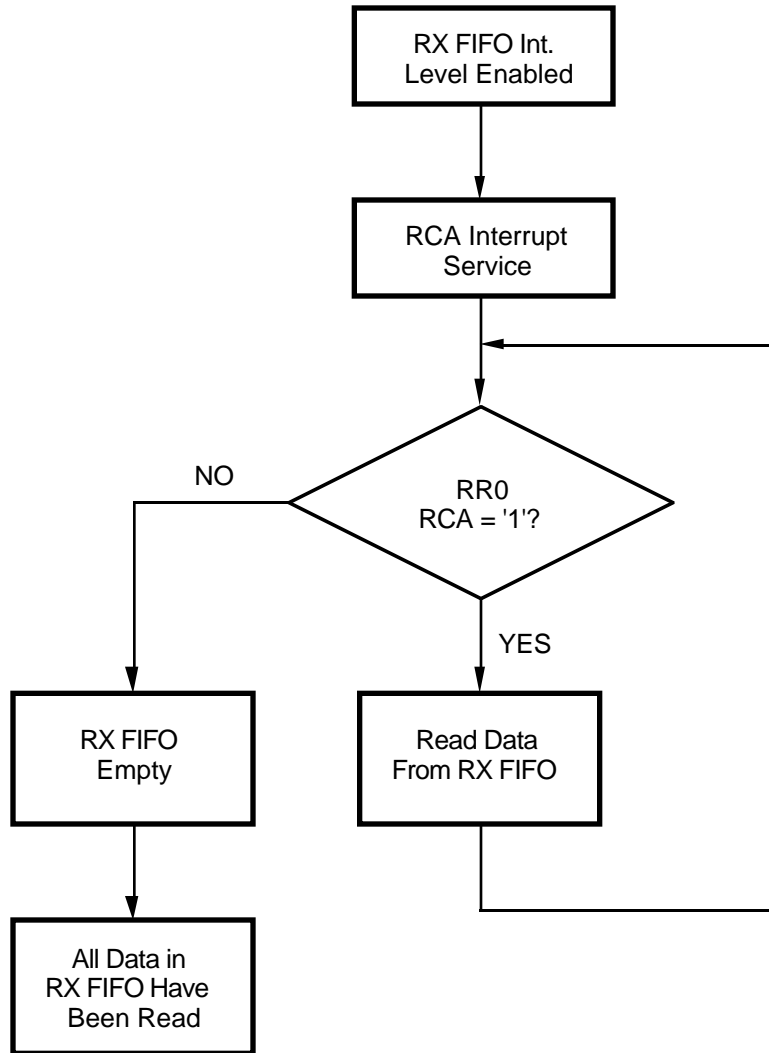 RX FIFO Int.
Level Enabled
RCA Interrupt
Service
RR0
RCA = '1'?
NO
YES
RX FIFO
Empty
Read Data
From RX FIFO
All Data in
RX FIFO Have
Been Read